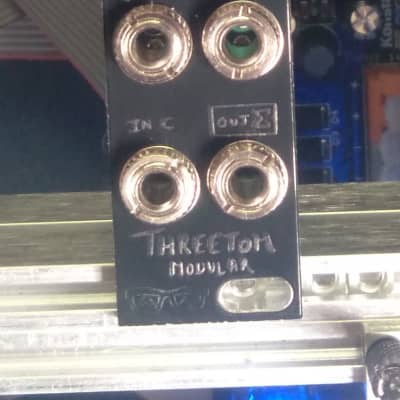 IN C
OUT Σ
THREETOM
MODULAR